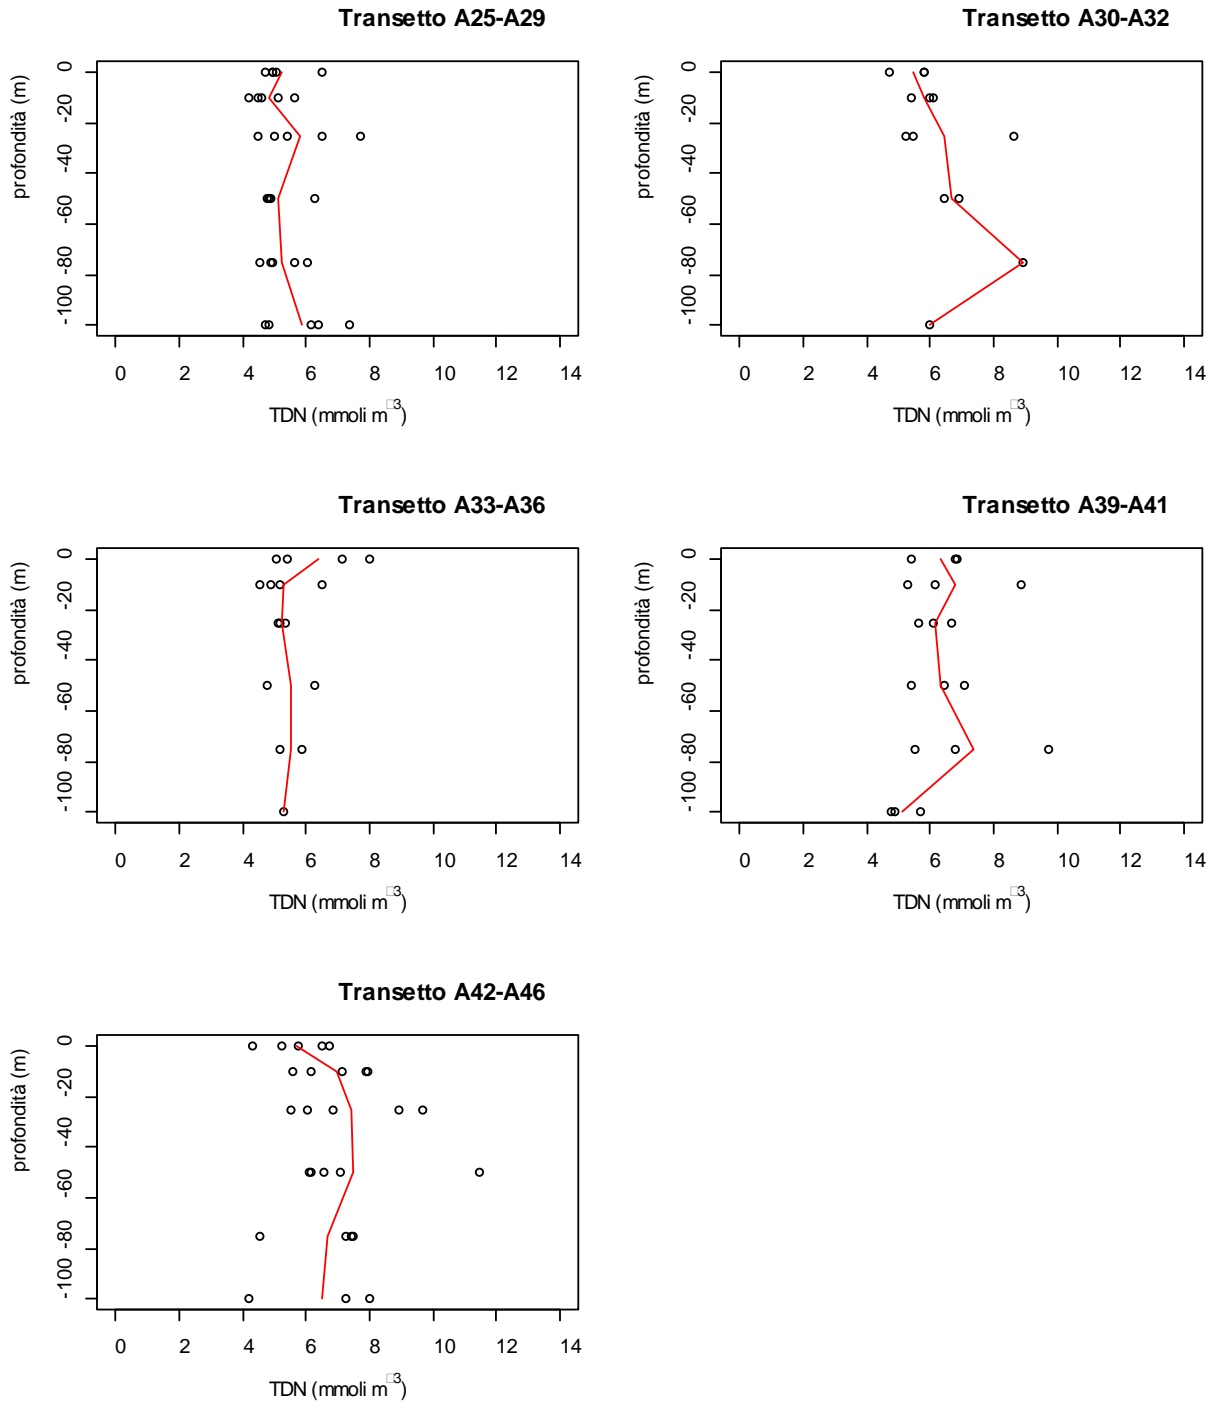 Transetto A25-A29
profondità (m)
0
-20
-40
-60
-80
-100
0 2 4 6 8 10 12 14
TDN (mmoli m□3)
Transetto A30-A32
profondità (m)
0
-20
-40
-60
-80
-100
0 2 4 6 8 10 12 14
TDN (mmoli m□3)
Transetto A33-A36
profondità (m)
0
-20
-40
-60
-80
-100
0 2 4 6 8 10 12 14
TDN (mmoli m□3)
Transetto A39-A41
profondità (m)
0
-20
-40
-60
-80
-100
0 2 4 6 8 10 12 14
TDN (mmoli m□3)
Transetto A42-A46
profondità (m)
0
-20
-40
-60
-80
-100
0 2 4 6 8 10 12 14
TDN (mmoli m□3)